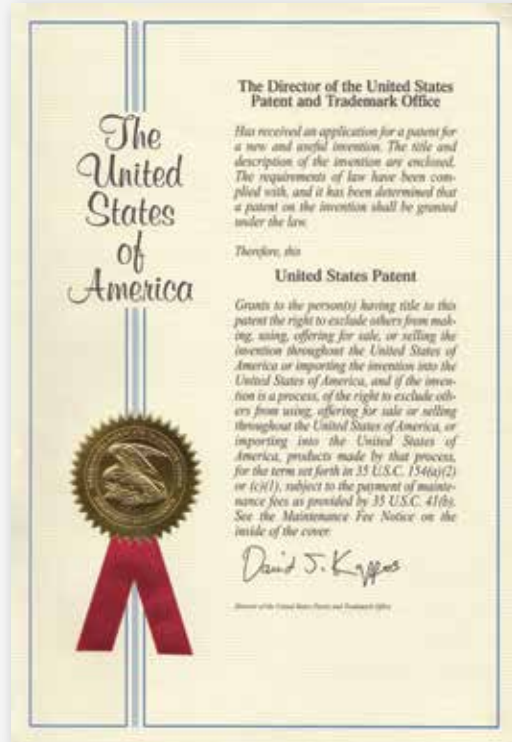 The
United
States
of
America
The Director of the United States
Patent and Trademark Office
Has received an application for a patent for
a new and useful invention. The title and
description of the invention are enclosed.
The requirements of law have been com-
plied with, and it has been determined that
a patent on the invention shall be granted
under the law.
Therefore, this
United States Patent
Grants to the person(s) having title to this
patent the right to exclude others from mak-
ing, using, offering for sale, or selling the
invention throughout the United States of
America or importing the invention into the
United States of America, and if the inven-
tion is a process, of the right to exclude oth-
ers from using, offering for sale or selling
throughout the United States of America, or
importing into the United States of
America, products made by that process,
for the term set forth in 35 U.S.C. 154(a)(2)
or (c)(1), subject to the payment of mainte-
nance fees as provided by 35 U.S.C. 41(b).
See the Maintenance Fee Notice on the
inside of the cover.
David J. Kappos
Director of the United States Patent and Trademark Office